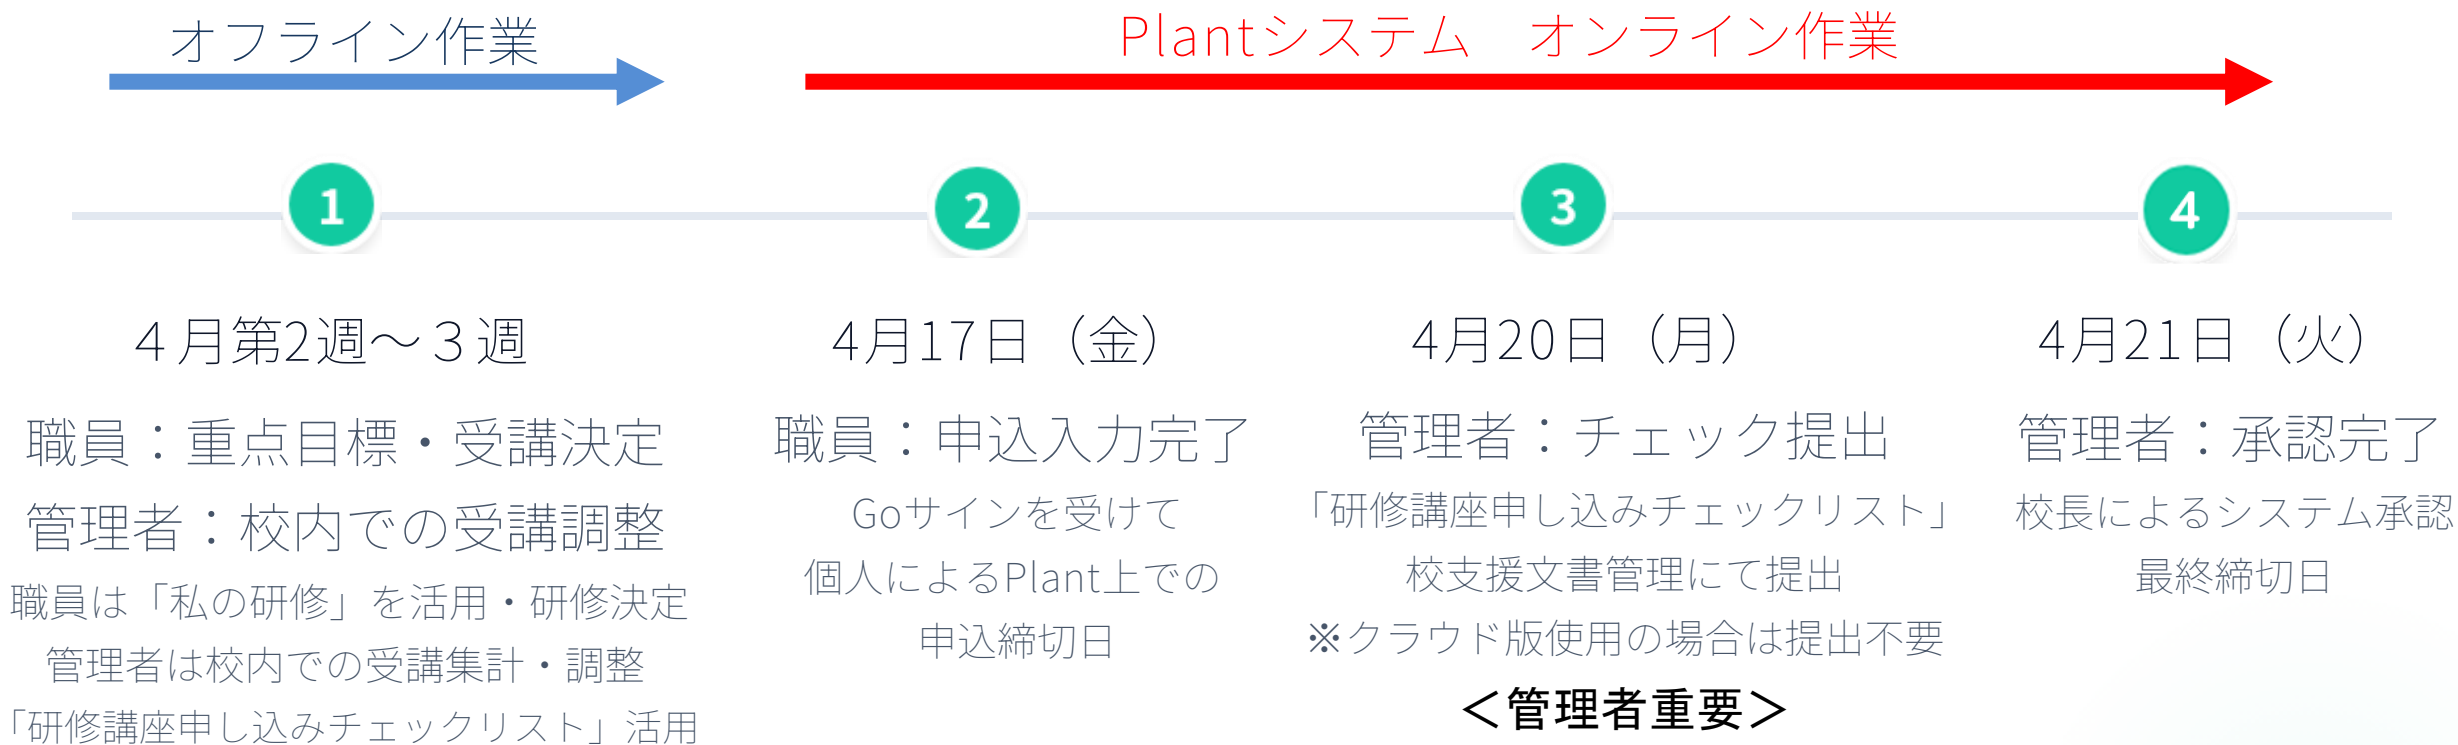 オフライン作業
Plantシステム　オンライン作業
1
2
3
4
４月第2週～３週
職員：重点目標・受講決定
管理者：校内での受講調整
職員は「私の研修」を活用・研修決定
管理者は校内での受講集計・調整
「研修講座申し込みチェックリスト」活用
4月17日（金）
職員：申込入力完了
Goサインを受けて
個人によるPlant上での
申込締切日
4月20日（月）
管理者：チェック提出
「研修講座申し込みチェックリスト」
校支援文書管理にて提出
※クラウド版使用の場合は提出不要
＜管理者重要＞
4月21日（火）
管理者：承認完了
校長によるシステム承認
最終締切日